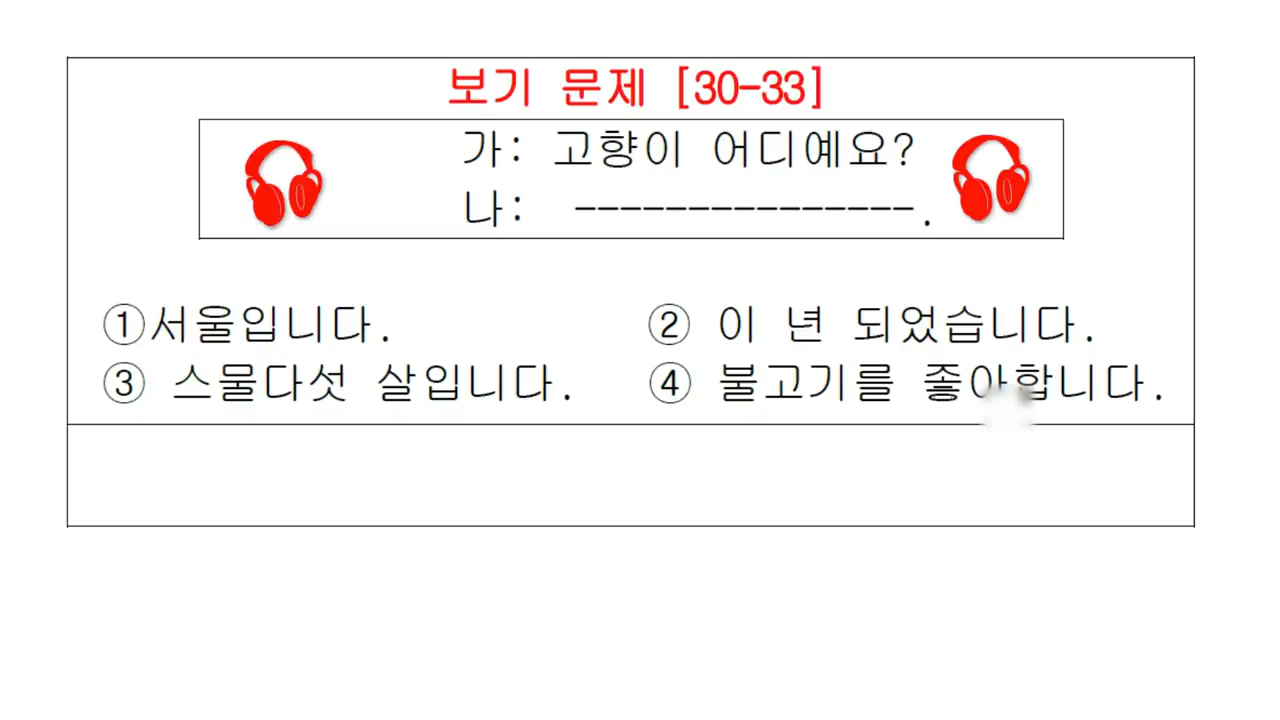 보기 문제 [30-33]
가: 고향이 어디예요?
나: ---------------.
①서울입니다. ② 이 년 되었습니다.
③ 스물다섯 살입니다. ④ 불고기를 좋아합니다.